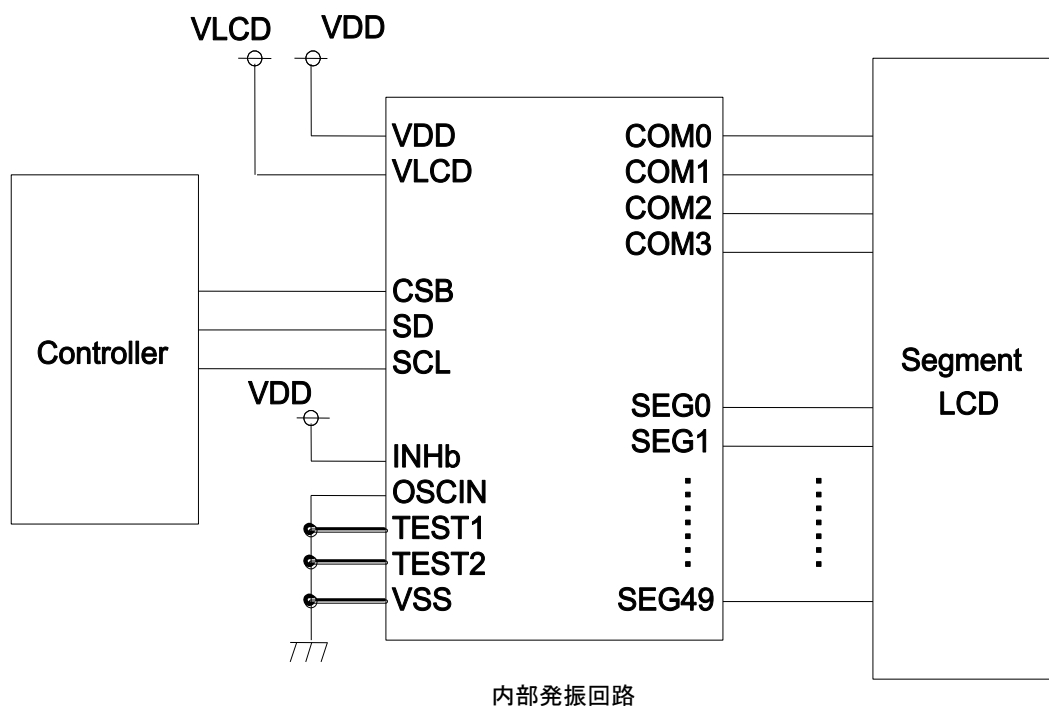 VLCD VDD
VDD
VLCD
COM0
COM1
COM2
COM3
Controller
CSB
SD
SCL
VDD
INHb
OSCIN
TEST1
TEST2
VSS
SEG0
SEG1
SEG49
Segment
LCD
内部発振回路